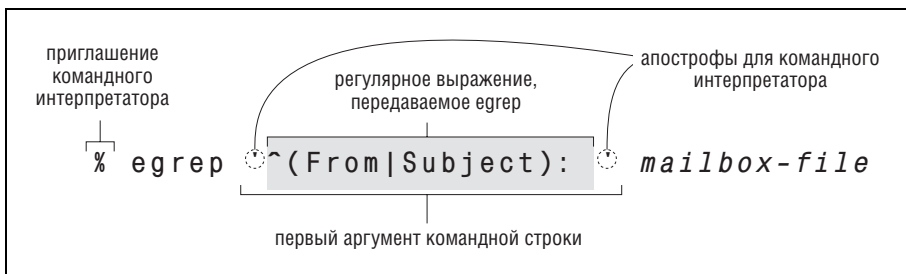 приглашение
командного
интерпретатора
регулярное выражение,
передаваемое egrep
апострофы для командного
интерпретатора
% egrep '^(From|Subject): ' mailbox-file
первый аргумент командной строки